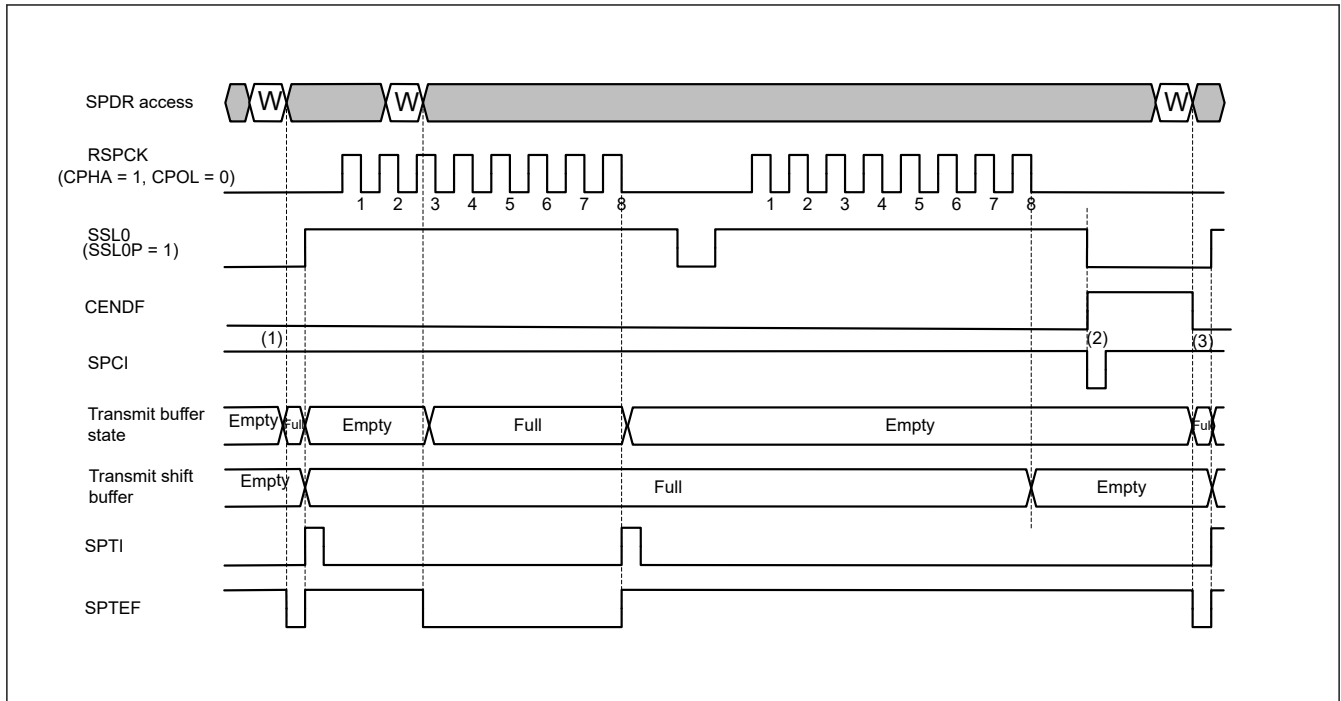 SPDR access
W W W
RSPCK
(CPHA = 1, CPOL = 0)
1 2 3 4 5 6 7 8 1 2 3 4 5 6 7 8
SSL0
(SSL0P = 1)
CENDF
(1) (2) (3)
SPCI
Transmit buffer
state
Empty Full Empty Full Empty Full
Transmit shift
buffer
Empty Full Empty
SPTI
SPTEF